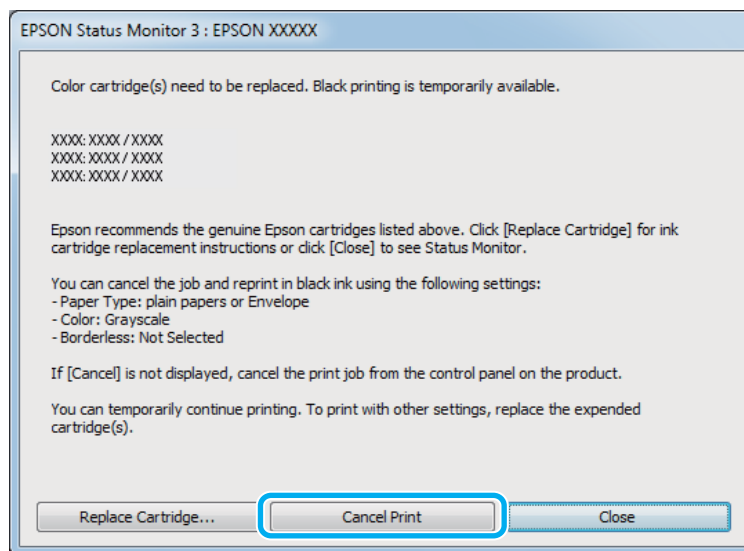 EPSON Status Monitor 3 : EPSON XXXXX
Color cartridge(s) need to be replaced. Black printing is temporarily available.
XXXX: XXXX / XXXX
XXXX: XXXX / XXXX
XXXX: XXXX / XXXX
Epson recommends the genuine Epson cartridges listed above. Click [Replace Cartridge] for ink
cartridge replacement instructions or click [Close] to see Status Monitor.
You can cancel the job and reprint in black ink using the following settings:
- Paper Type: plain papers or Envelope
- Color: Grayscale
- Borderless: Not Selected
If [Cancel] is not displayed, cancel the print job from the control panel on the product.
You can temporarily continue printing. To print with other settings, replace the expended
cartridge(s).
Replace Cartridge... Cancel Print Close